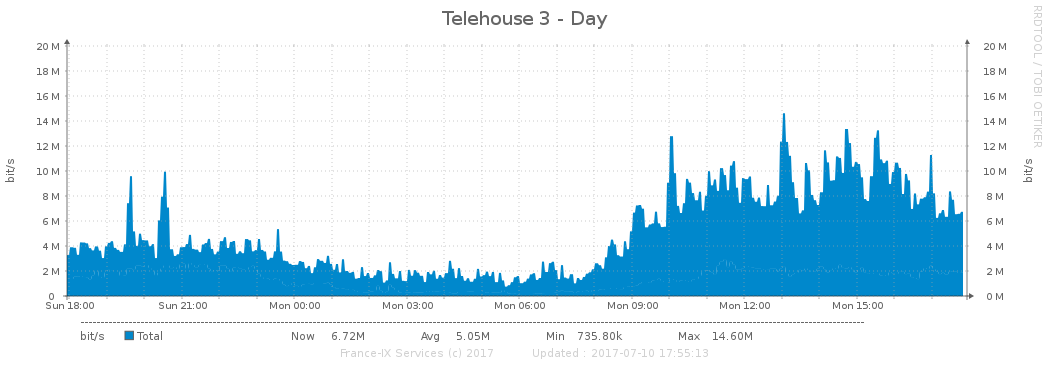 Telehouse 3 - Day
RRDTOOL / TOBI OETIKER
bit/s
bit/s
20 M 20 M
18 M 18 M
16 M 16 M
14 M 14 M
12 M 12 M
10 M 10 M
8 M 8 M
6 M 6 M
4 M 4 M
2 M 2 M
0 0 M
Sun 18:00 Sun 21:00 Mon 00:00 Mon 03:00 Mon 06:00 Mon 09:00 Mon 12:00 Mon 15:00
bit/s Total Now 6.72M Avg 5.05M Min 735.80k Max 14.60M
France-IX Services (c) 2017 Updated : 2017-07-10 17:55:13